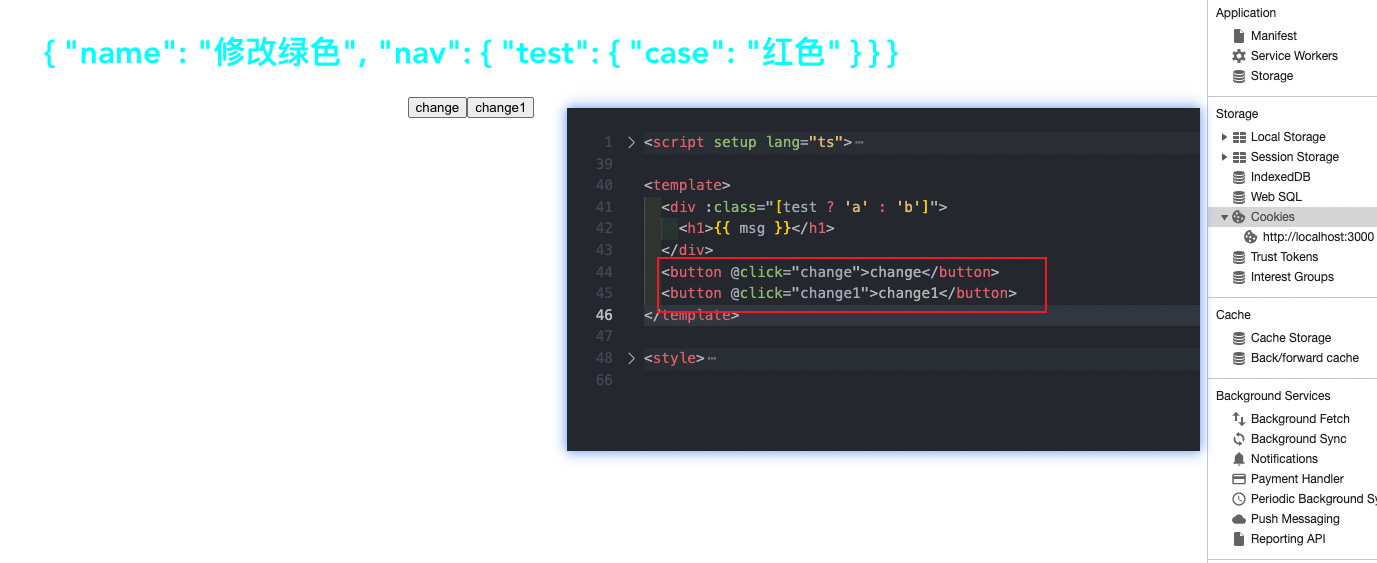 { "name": "修改绿色", "nav": { "test": { "case": "红色" } } }
change change1
1 <script setup lang="ts">⋯
39
40 <template>
41 <div :class="[test ? 'a' : 'b']">
42 <h1>{{ msg }}</h1>
43 </div>
44 <button @click="change">change</button>
45 <button @click="change1">change1</button>
46 </template>
47
48 <style>⋯
66
Application
Manifest
Service Workers
Storage
Storage
Local Storage
Session Storage
IndexedDB
Web SQL
Cookies
http://localhost:3000
Trust Tokens
Interest Groups
Cache
Cache Storage
Back/forward cache
Background Services
Background Fetch
Background Sync
Notifications
Payment Handler
Periodic Background Sy
Push Messaging
Reporting API